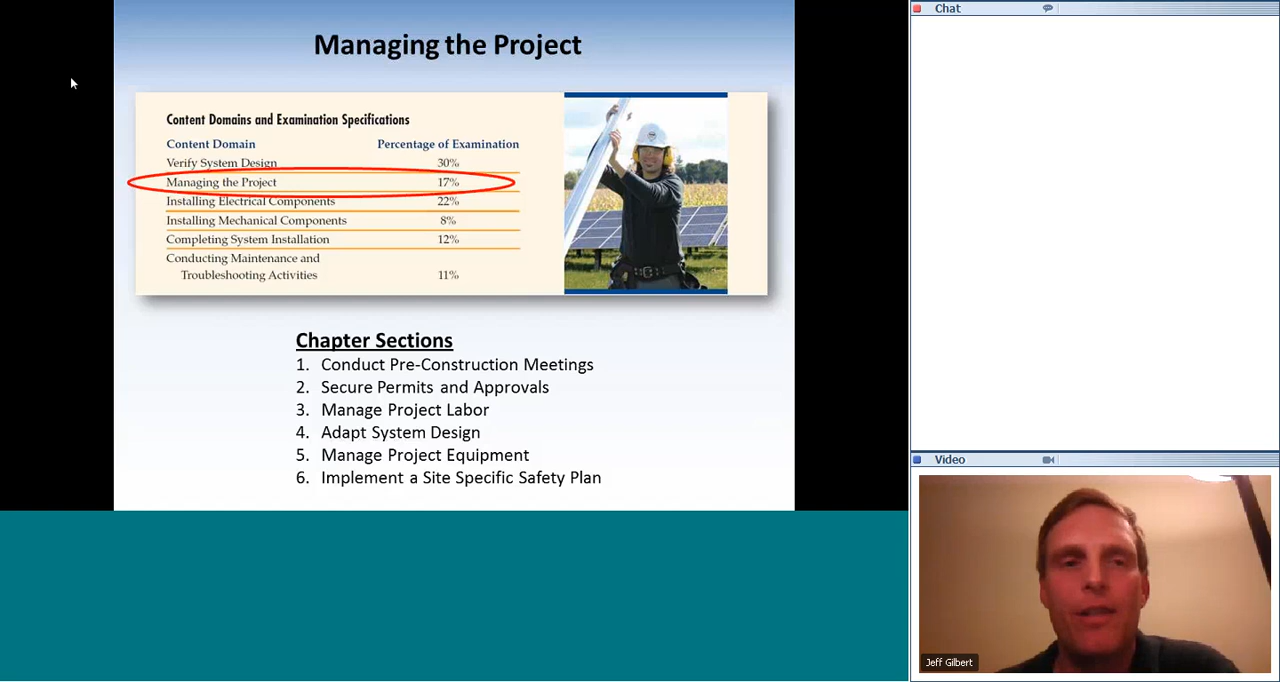 Managing the Project
Content Domains and Examination Specifications
Content Domain Percentage of Examination
Verify System Design 30%
Managing the Project 17%
Installing Electrical Components 22%
Installing Mechanical Components 8%
Completing System Installation 12%
Conducting Maintenance and
Troubleshooting Activities 11%
Chapter Sections
1. Conduct Pre-Construction Meetings
2. Secure Permits and Approvals
3. Manage Project Labor
4. Adapt System Design
5. Manage Project Equipment
6. Implement a Site Specific Safety Plan
Chat
Video
Jeff Gilbert